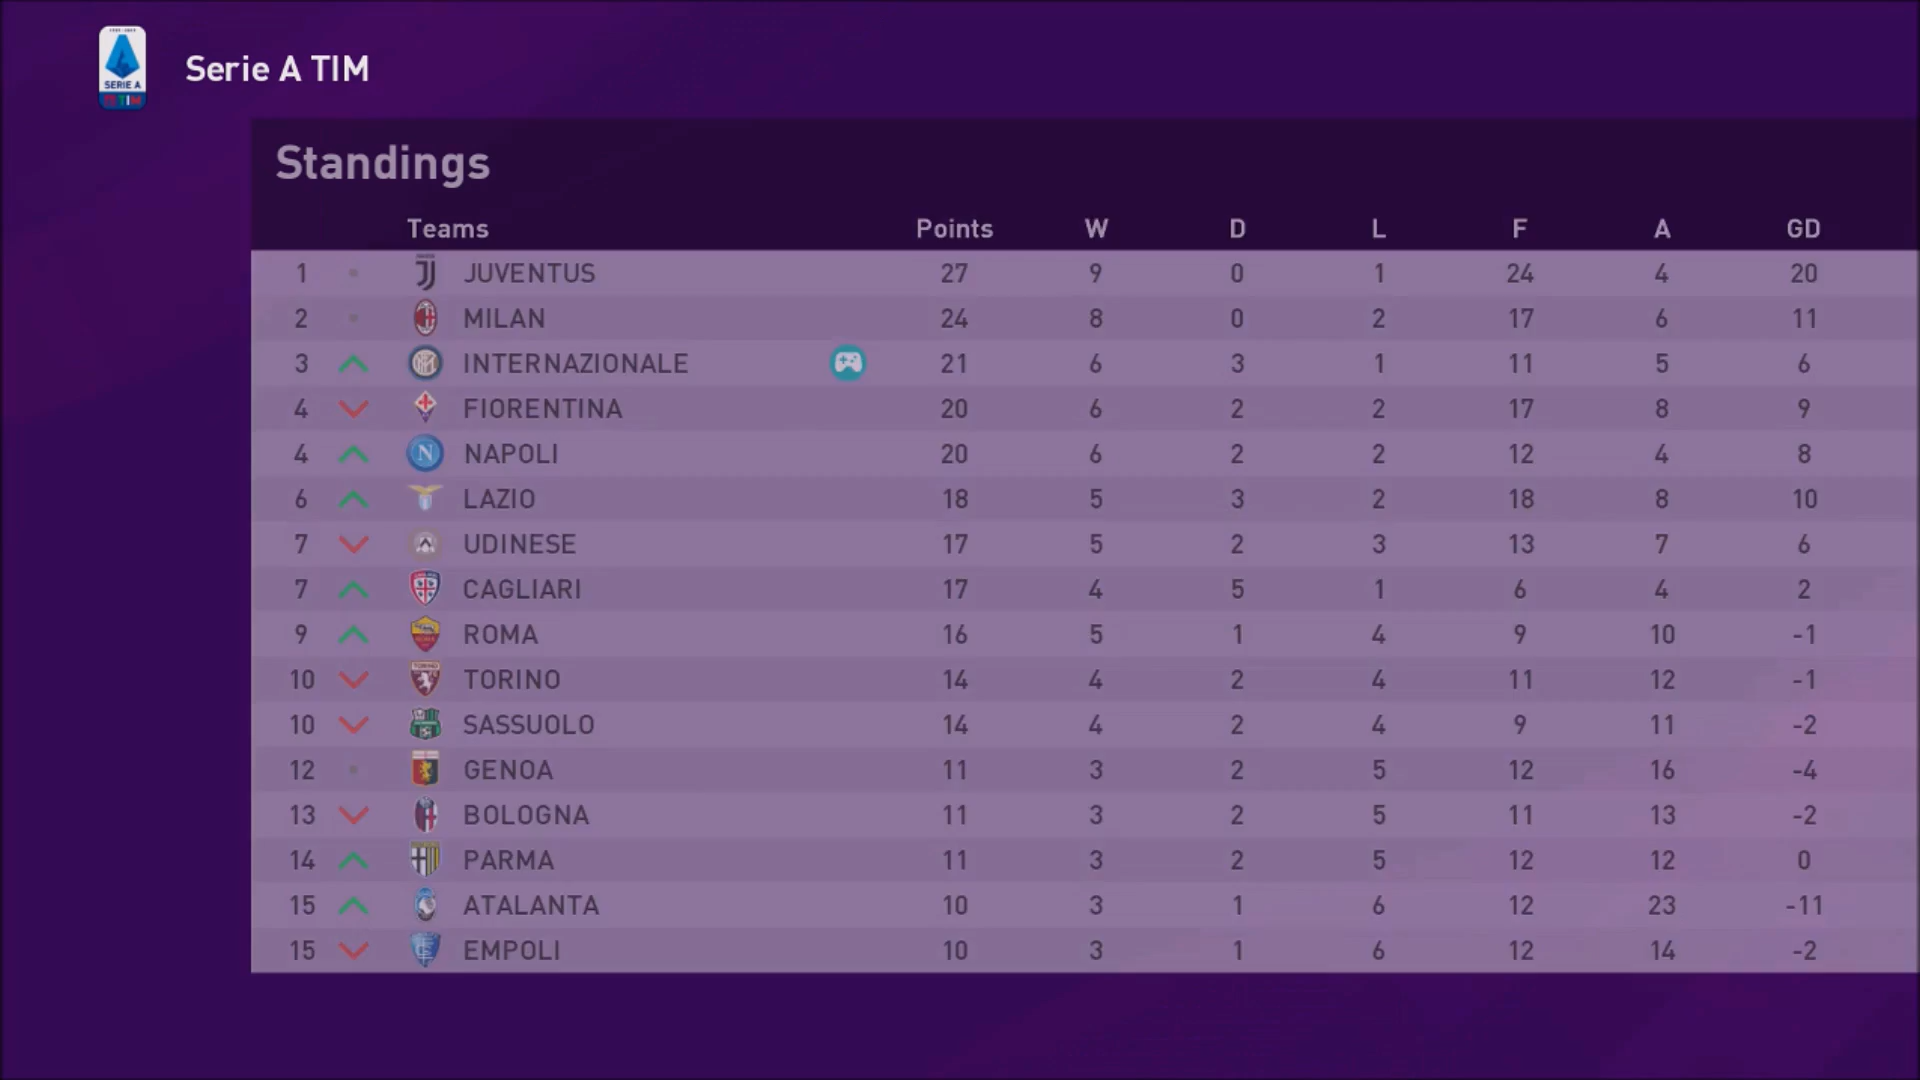 SERIE A
TIM
Serie A TIM
Standings
Teams Points W D L F A GD
1 JUVENTUS 27 9 0 1 24 4 20
2 MILAN 24 8 0 2 17 6 11
3 INTERNAZIONALE 21 6 3 1 11 5 6
4 FIORENTINA 20 6 2 2 17 8 9
4 NAPOLI 20 6 2 2 12 4 8
6 LAZIO 18 5 3 2 18 8 10
7 UDINESE 17 5 2 3 13 7 6
7 CAGLIARI 17 4 5 1 6 4 2
9 ROMA 16 5 1 4 9 10 -1
10 TORINO 14 4 2 4 11 12 -1
10 SASSUOLO 14 4 2 4 9 11 -2
12 GENOA 11 3 2 5 12 16 -4
13 BOLOGNA 11 3 2 5 11 13 -2
14 PARMA 11 3 2 5 12 12 0
15 ATALANTA 10 3 1 6 12 23 -11
15 EMPOLI 10 3 1 6 12 14 -2